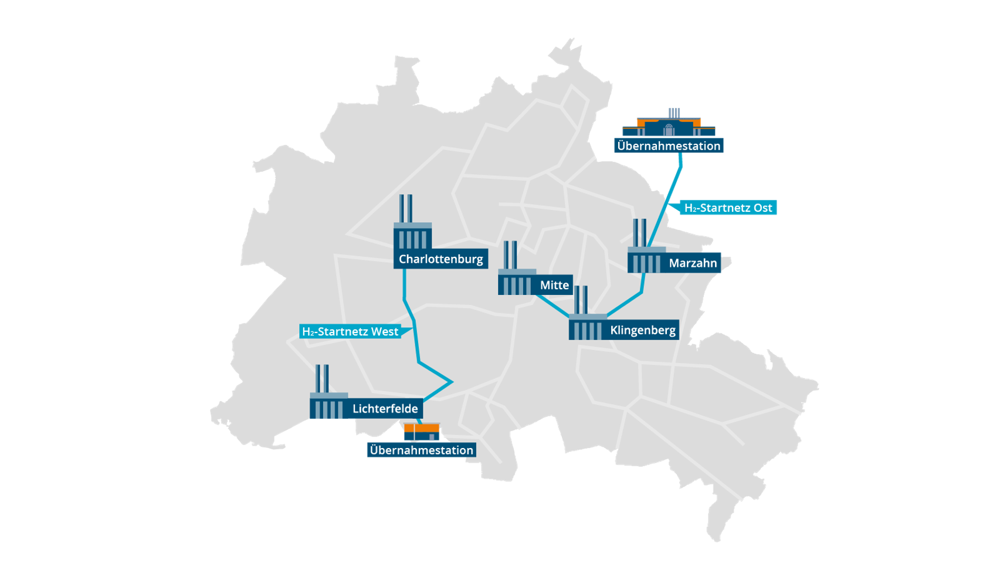 Übernahmestation
H₂-Startnetz Ost
Charlottenburg
Marzahn
Mitte
Klingenberg
H₂-Startnetz West
Lichterfelde
Übernahmestation